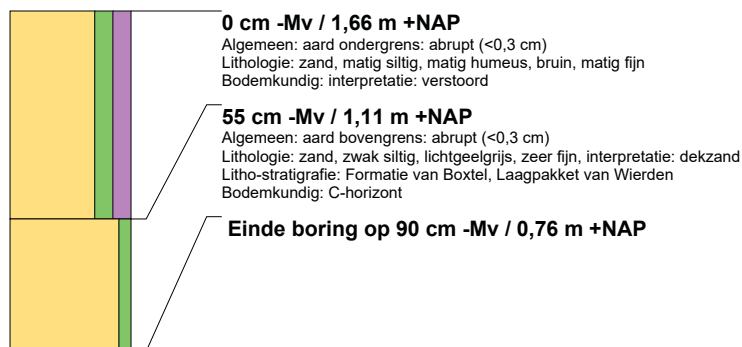 0 cm -Mv / 1,66 m +NAP
Algemeen: aard ondergrens: abrupt (<0,3 cm)
Lithologie: zand, matig siltig, matig humeus, bruin, matig fijn
Bodemkundig: interpretatie: verstoord
55 cm -Mv / 1,11 m +NAP
Algemeen: aard bovengrens: abrupt (<0,3 cm)
Lithologie: zand, zwak siltig, lichtgeelgrijs, zeer fijn, interpretatie: dekzand
Litho-stratigrafie: Formatie van Boxtel, Laagpakket van Wierden
Bodemkundig: C-horizont
Einde boring op 90 cm -Mv / 0,76 m +NAP